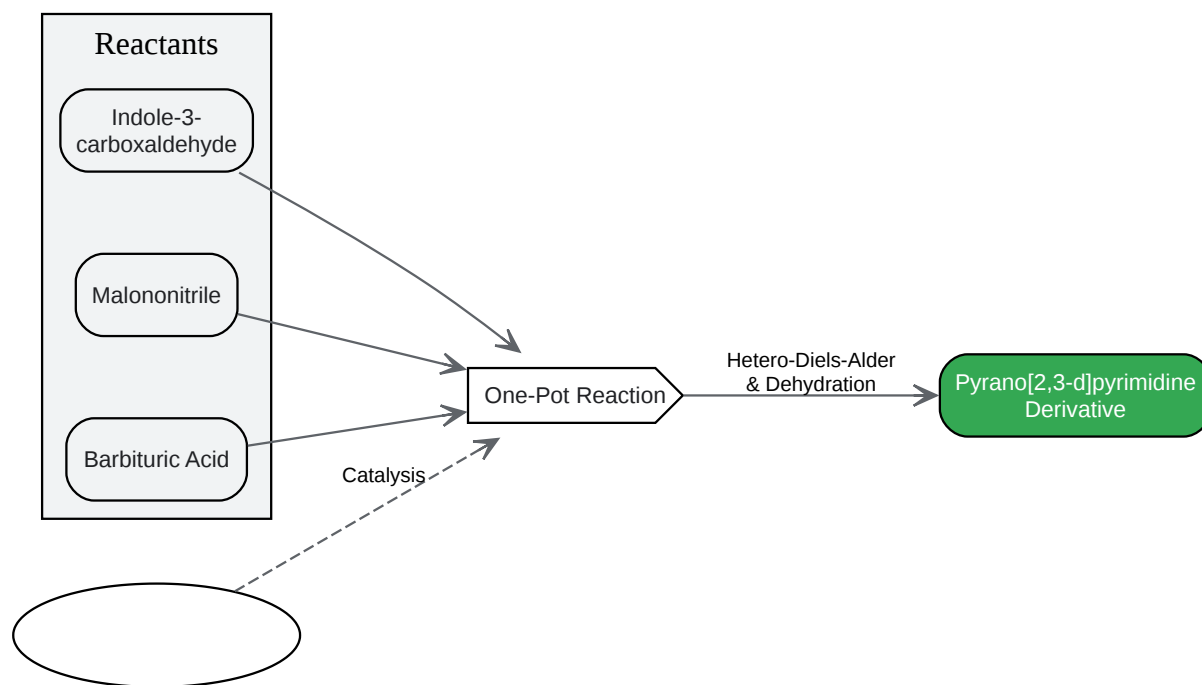 Reactants
Indole-3-
carboxaldehyde
Malononitrile
Barbituric Acid
Catalysis
One-Pot Reaction
Hetero-Diels-Alder
& Dehydration
Pyrano[2,3-d]pyrimidine
Derivative